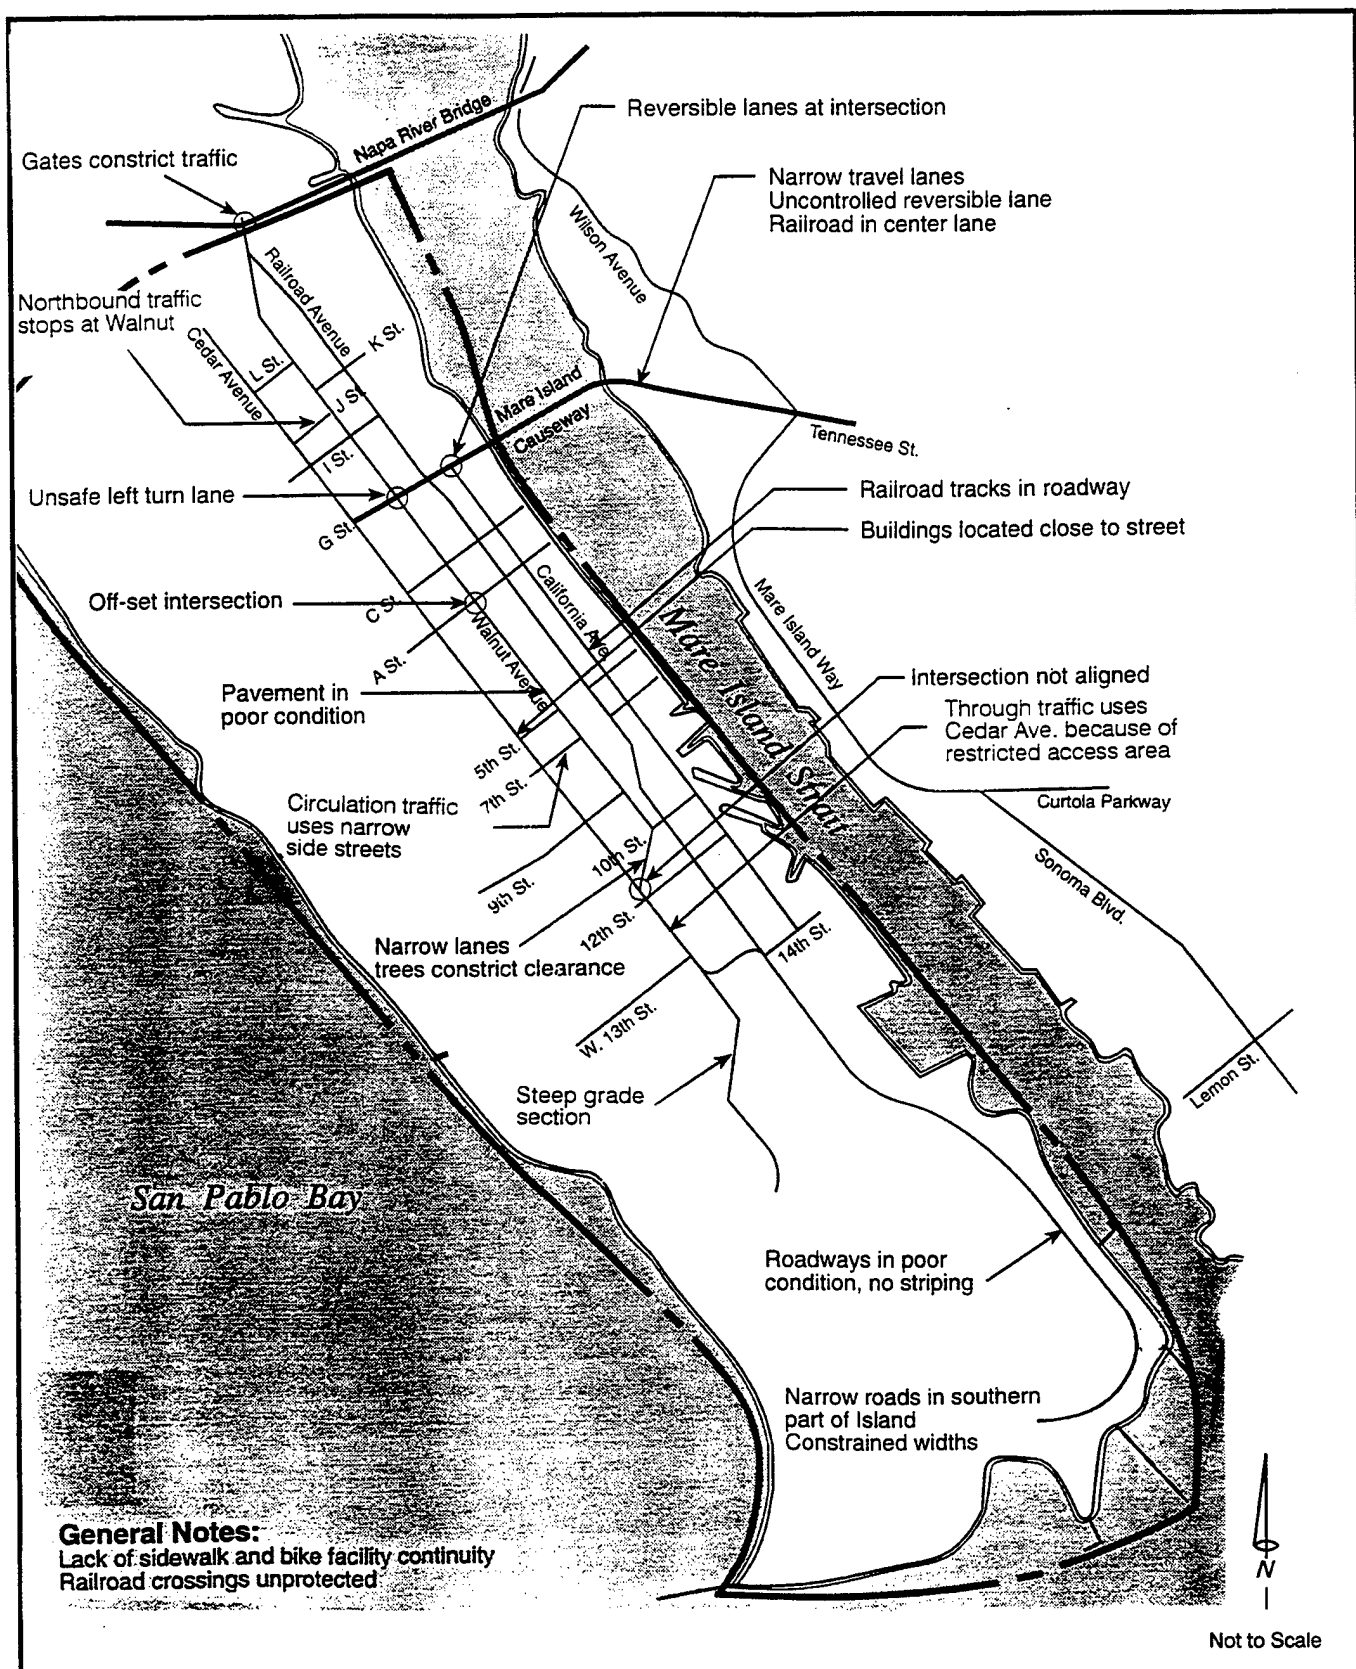 Napa River Bridge
Reversible lanes at intersection
Gates constrict traffic
Narrow travel lanes
Uncontrolled reversible lane
Railroad in center lane
Wilson Avenue
Railroad Avenue
Northbound traffic
stops at Walnut
K St.
Cedar Avenue
L St.
J St.
Mare Island
Causeway
Tennessee St.
I St.
Unsafe left turn lane
Railroad tracks in roadway
G St.
Buildings located close to street
Off-set intersection
C St.
California Ave.
Mare Island Way
Walnut Avenue
A St.
Mare Island Strait
Intersection not aligned
Pavement in
poor condition
Through traffic uses
Cedar Ave. because of
restricted access area
5th St.
7th St.
Curtola Parkway
Circulation traffic
uses narrow
side streets
10th St.
9th St.
Sonoma Blvd.
12th St.
14th St.
Narrow lanes
trees constrict clearance
W. 13th St.
Lemon St.
Steep grade
section
San Pablo Bay
Roadways in poor
condition, no striping
Narrow roads in southern
part of Island
Constrained widths
General Notes:
Lack of sidewalk and bike facility continuity
Railroad crossings unprotected
N
Not to Scale